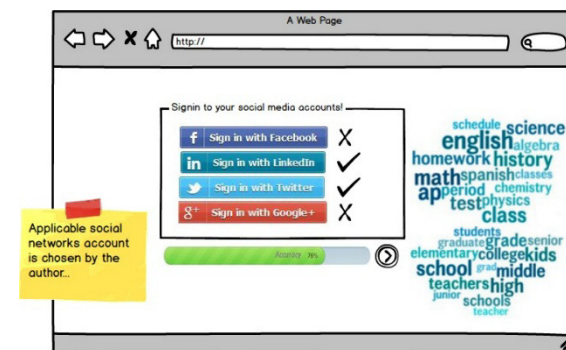 A Web Page
http://
Signin to your social media accounts!
f Sign in with Facebook X
in Sign in with LinkedIn
Sign in with Twitter
g+ Sign in with Google+ X
Applicable social
networks account
is chosen by the
author...
Accuracy 76%
schedule science
english algebra
homework history
math spanish classes
ap period chemistry
test physics
class
students
graduate grade senior
elementary college kids
school grad middle
teachers high
junior schools
teacher